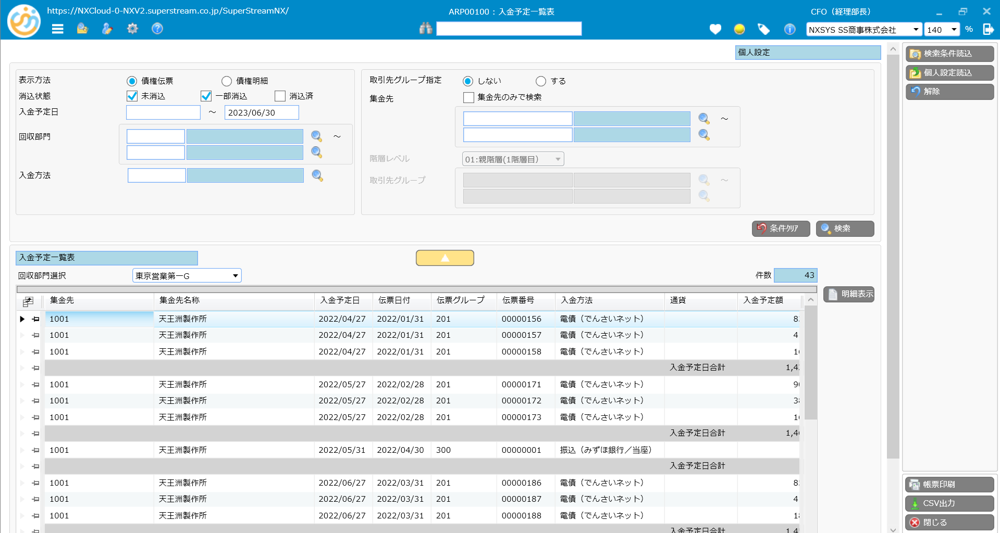 https://NXCloud-0-NXV2.superstream.co.jp/SuperStreamNX/
ARP00100：入金予定一覧表
CFO（経理部長）
NXSYS SS商事株式会社
140
%
個人設定
検索条件読込
個人設定読込
解除
表示方法
債権伝票
債権明細
消込状態
未消込
一部消込
消込済
入金予定日
～
2023/06/30
回収部門
～
入金方法
取引先グループ指定
しない
する
集金先
集金先のみで検索
～
階層レベル
01:親階層(1階層目)
取引先グループ
～
条件ｸﾘｱ
検索
入金予定一覧表
回収部門選択
東京営業第一G
件数
43
明細表示
集金先 集金先名称 入金予定日 伝票日付 伝票グループ 伝票番号 入金方法 通貨 入金予定額
1001 天王洲製作所 2022/04/27 2022/01/31 201 00000156 電債（でんさいネット）
1001 天王洲製作所 2022/04/27 2022/01/31 201 00000157 電債（でんさいネット） 4
1001 天王洲製作所 2022/04/27 2022/01/31 201 00000158 電債（でんさいネット）
入金予定日合計
1001 天王洲製作所 2022/05/27 2022/02/28 201 00000171 電債（でんさいネット）
1001 天王洲製作所 2022/05/27 2022/02/28 201 00000172 電債（でんさいネット）
1001 天王洲製作所 2022/05/27 2022/02/28 201 00000173 電債（でんさいネット）
入金予定日合計
1001 天王洲製作所 2022/05/31 2022/04/30 300 00000001 振込（みずほ銀行／当座）
入金予定日合計
1001 天王洲製作所 2022/06/27 2022/03/31 201 00000186 電債（でんさいネット）
1001 天王洲製作所 2022/06/27 2022/03/31 201 00000187 電債（でんさいネット） 4
1001 天王洲製作所 2022/06/27 2022/03/31 201 00000188 電債（でんさいネット）
入金予定日合計
帳票印刷
CSV出力
閉じる